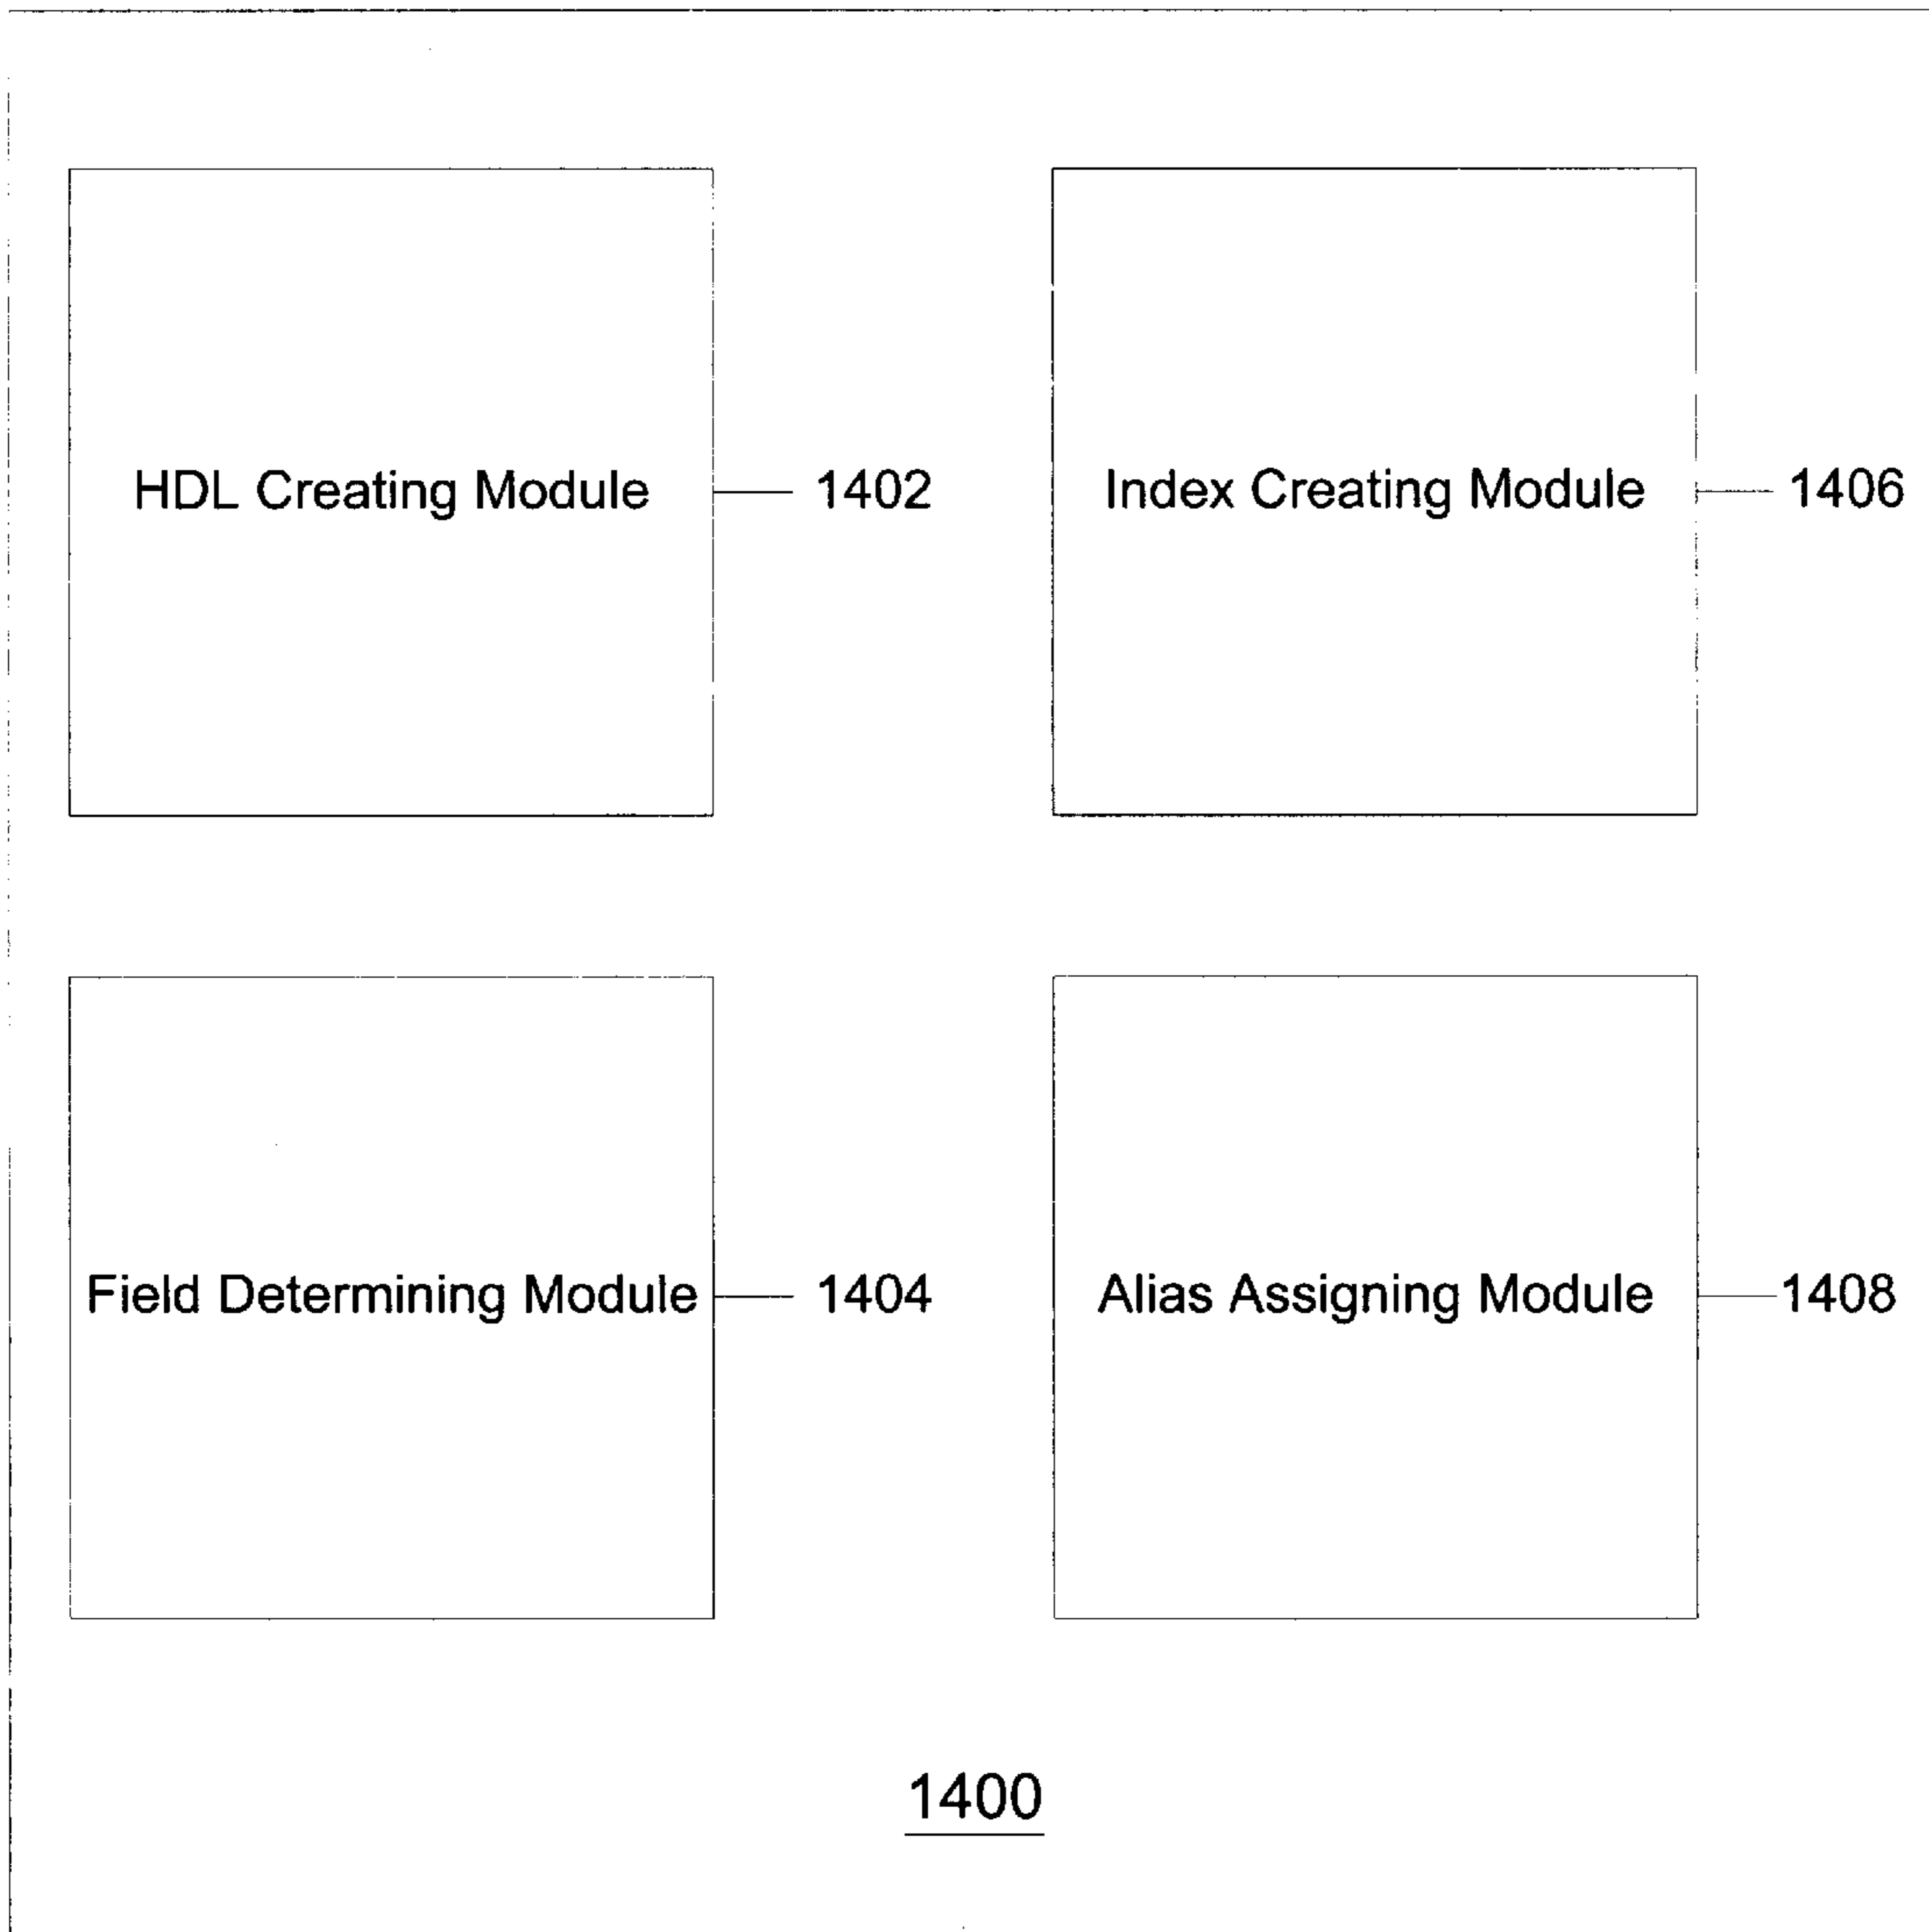 HDL Creating Module 1402
Index Creating Module 1406
Field Determining Module 1404
Alias Assigning Module 1408
1400